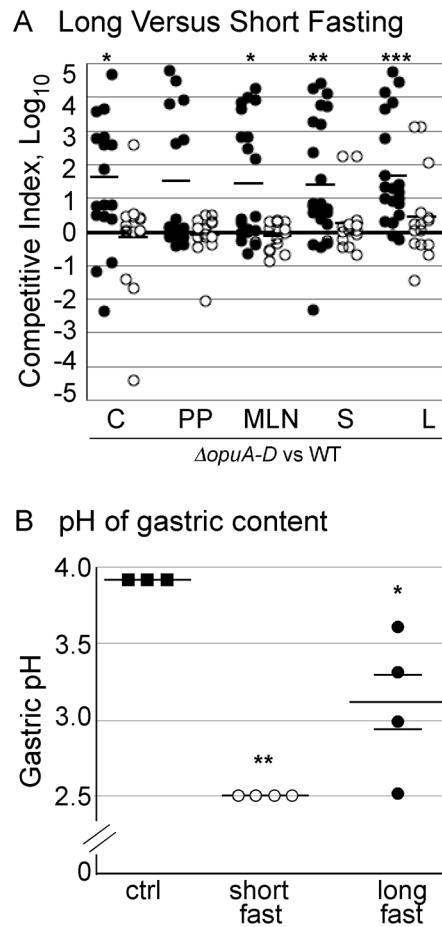 A Long Versus Short Fasting
* * ** ***
Competitive Index, Log10
5
4
3
2
1
0
-1
-2
-3
-4
-5
C PP MLN S L
ΔopuA-D vs WT
B pH of gastric content
Gastric pH
4.0
3.5
3.0
2.5
0
**
*
ctrl short fast long fast